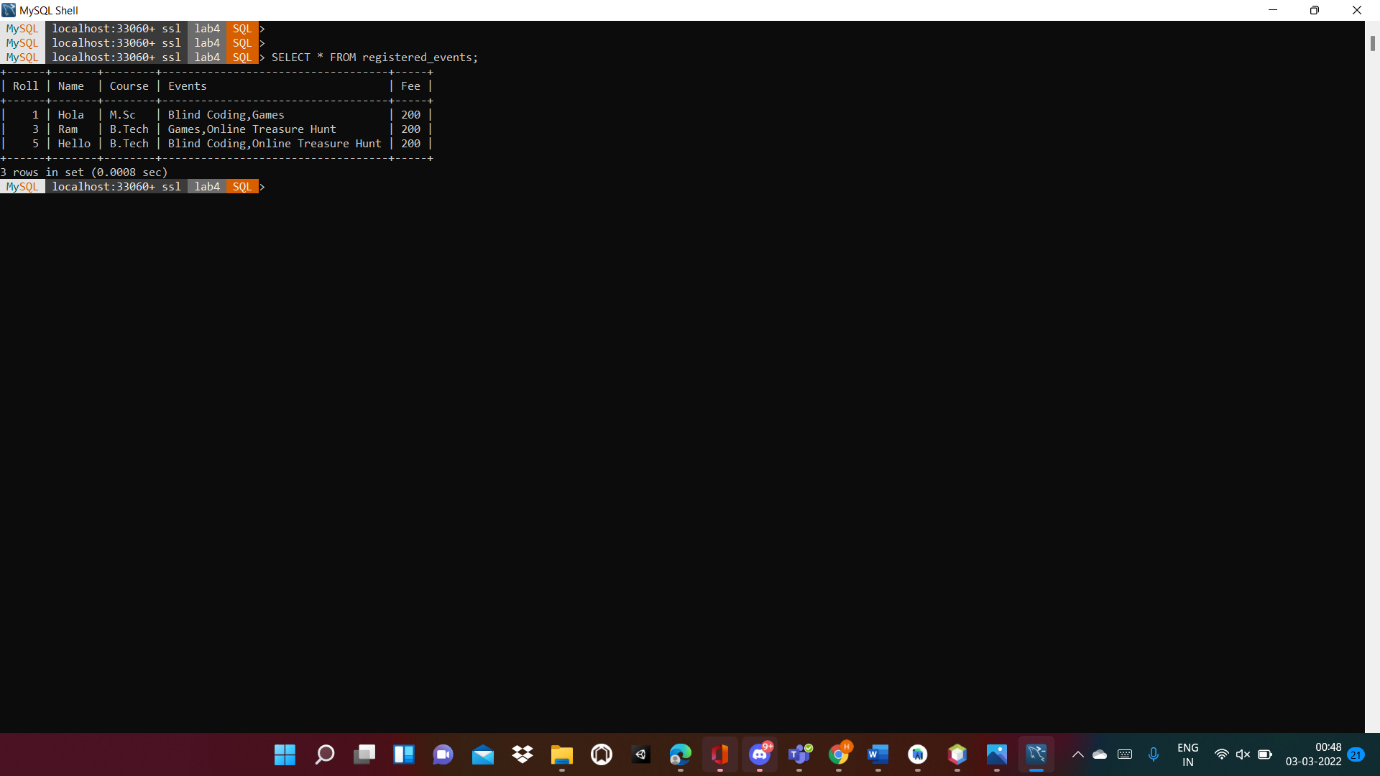 MySQL Shell
MySQL localhost:33060+ ssl lab4 SQL >
MySQL localhost:33060+ ssl lab4 SQL >
MySQL localhost:33060+ ssl lab4 SQL > SELECT * FROM registered_events;
+------+-------+--------+-----------------------------------+-----+
| Roll | Name  | Course | Events                            | Fee |
+------+-------+--------+-----------------------------------+-----+
|    1 | Hola  | M.Sc   | Blind Coding,Games                | 200 |
|    3 | Ram   | B.Tech | Games,Online Treasure Hunt        | 200 |
|    5 | Hello | B.Tech | Blind Coding,Online Treasure Hunt | 200 |
+------+-------+--------+-----------------------------------+-----+
3 rows in set (0.0008 sec)
MySQL localhost:33060+ ssl lab4 SQL >
9+
H
ENG
IN
00:48
03-03-2022
21